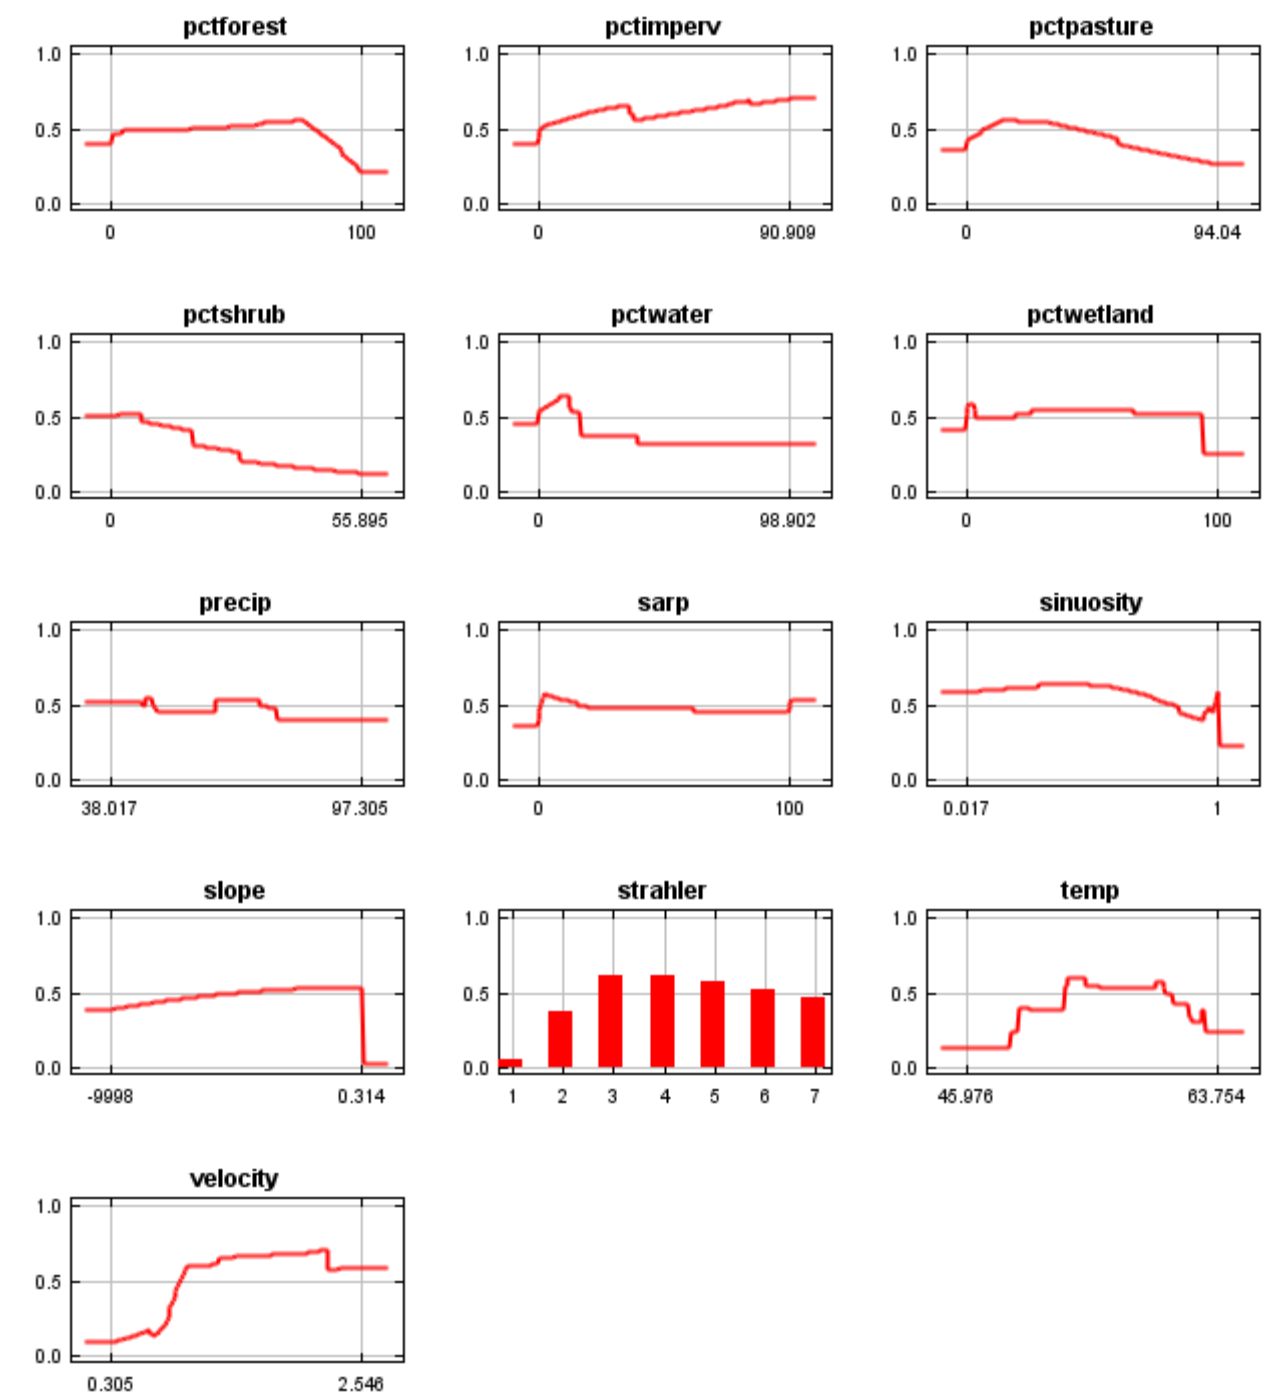 pctforest pctimperv pctpasture
1.0 1.0 1.0
0.5 0.5 0.5
0.0 0.0 0.0
0 100 0 90.909 0 94.04
pctshrub pctwater pctwetland
1.0 1.0 1.0
0.5 0.5 0.5
0.0 0.0 0.0
0 55.895 0 98.902 0 100
precip sarp sinuosity
1.0 1.0 1.0
0.5 0.5 0.5
0.0 0.0 0.0
38.017 97.305 0 100 0.017 1
slope strahler temp
1.0 1.0 1.0
0.5 0.5 0.5
0.0 0.0 0.0
-9998 0.314 1 2 3 4 5 6 7 45.976 63.754
velocity
1.0
0.5
0.0
0.305 2.546